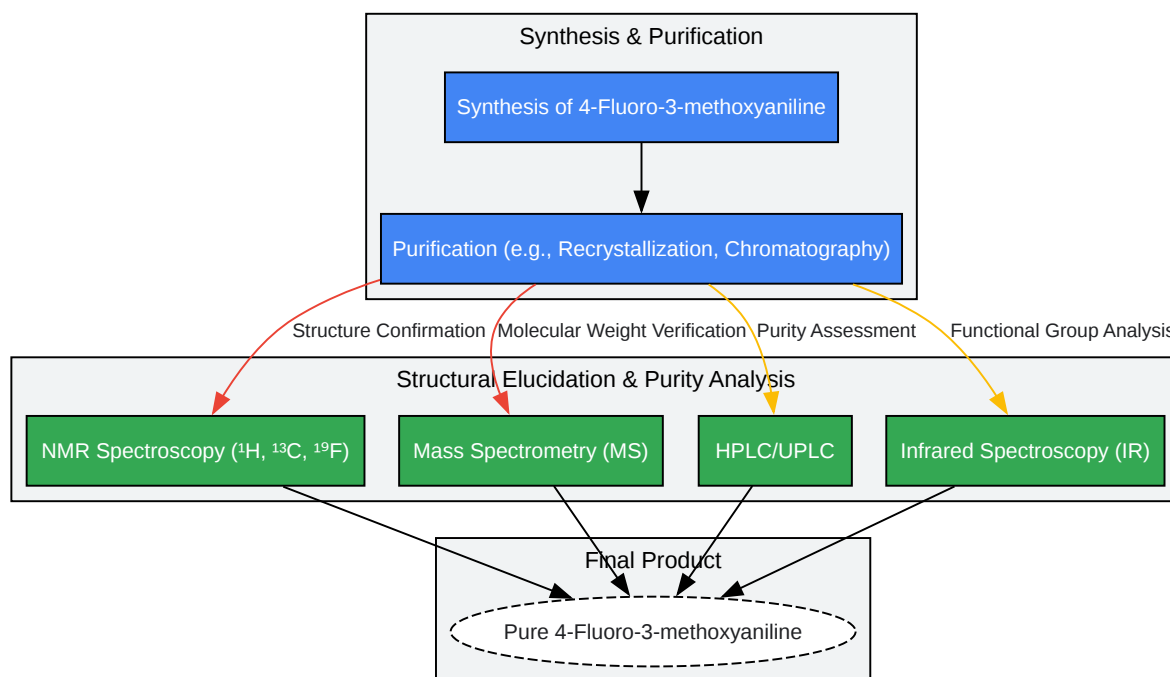 Synthesis & Purification
Synthesis of 4-Fluoro-3-methoxyaniline
Purification (e.g., Recrystallization, Chromatography)
Structure Confirmation
Molecular Weight Verification
Purity Assessment
Functional Group Analysis
Structural Elucidation & Purity Analysis
NMR Spectroscopy (¹H, ¹³C, ¹⁹F)
Mass Spectrometry (MS)
HPLC/UPLC
Infrared Spectroscopy (IR)
Final Product
Pure 4-Fluoro-3-methoxyaniline